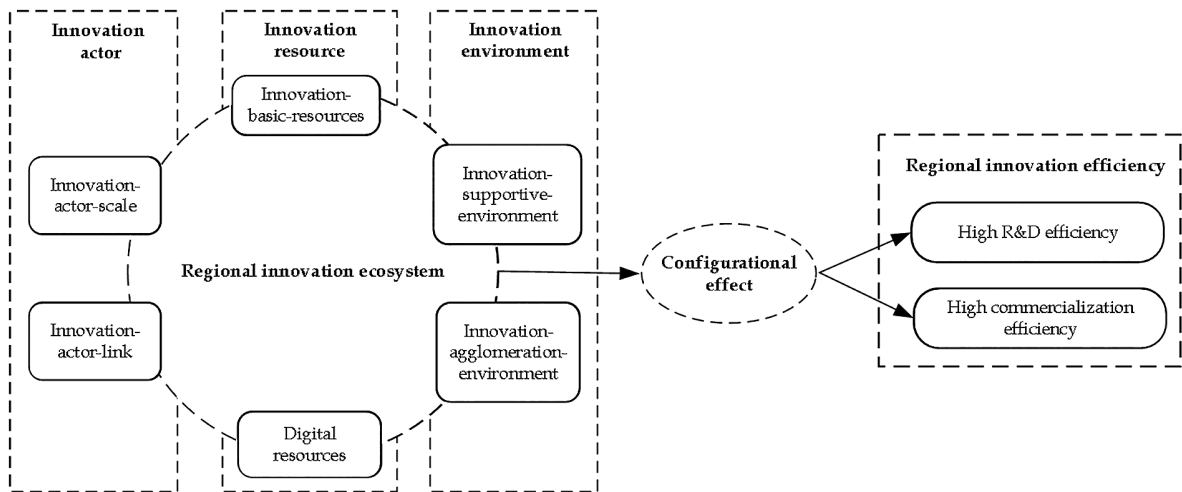 Innovation
actor
Innovation
resource
Innovation
environment
Innovation-
basic-resources
Innovation-
actor-scale
Innovation-
supportive-
environment
Regional innovation ecosystem
Innovation-
actor-link
Innovation-
agglomeration-
environment
Digital
resources
Configurational
effect
Regional innovation efficiency
High R&D efficiency
High commercialization
efficiency